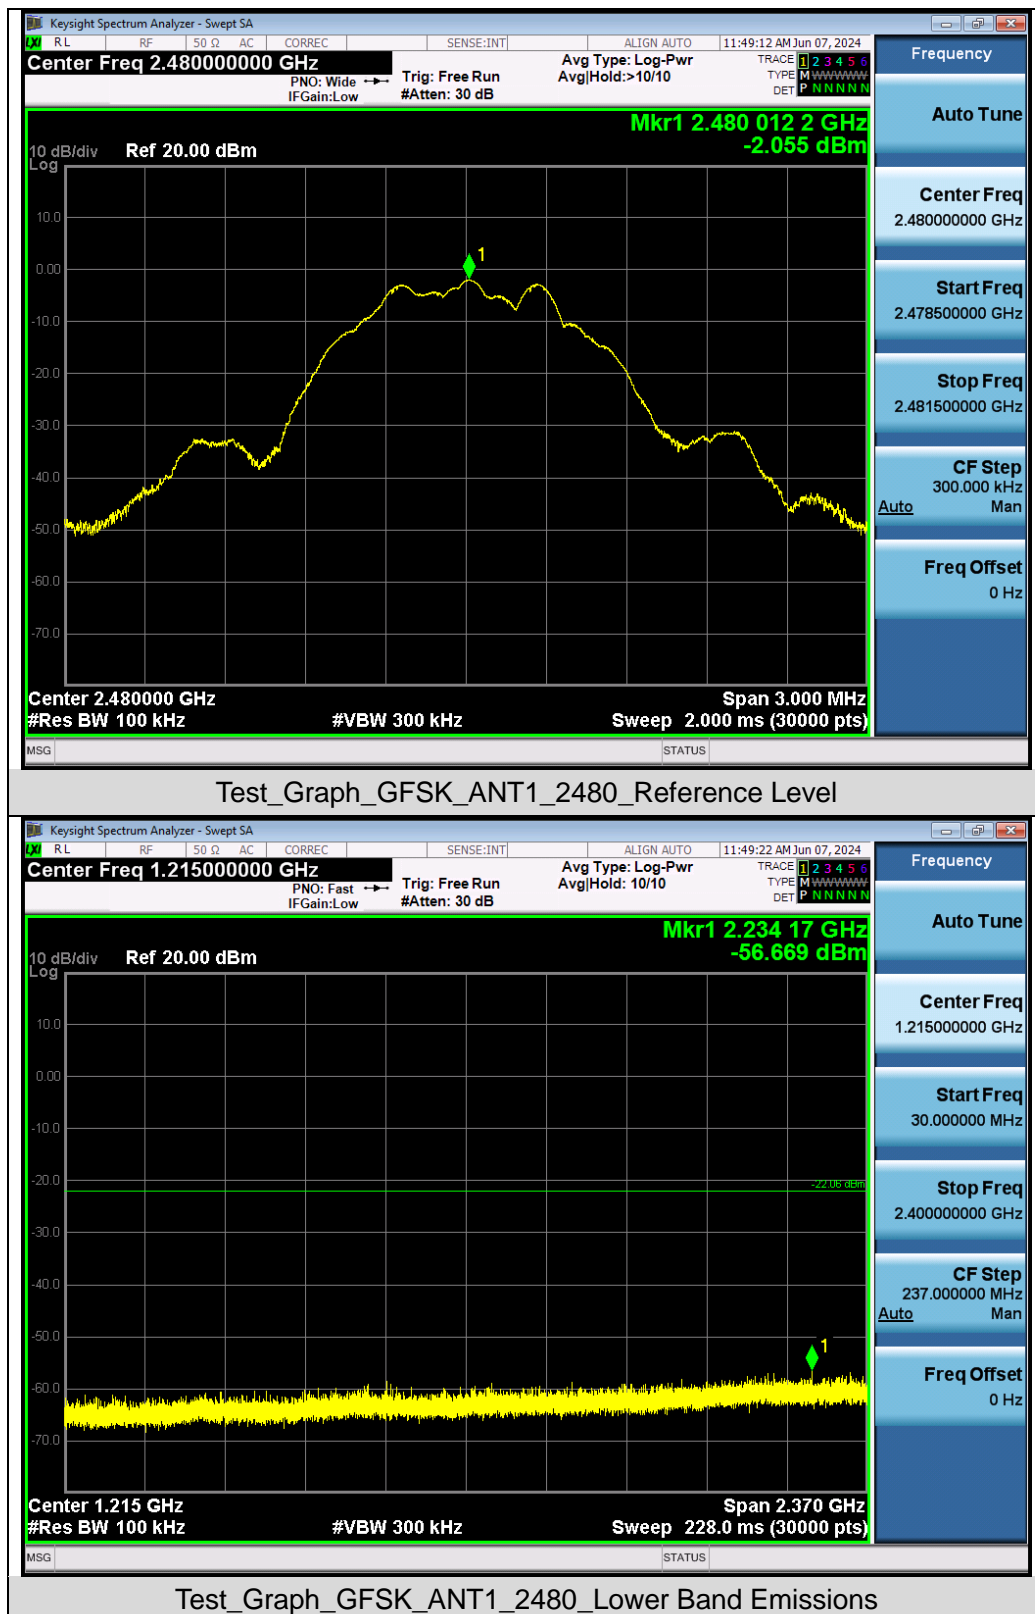 Keysight Spectrum Analyzer - Swept SA
LXI RL RF 50 Ω AC CORREC SENSE:INT ALIGN AUTO 11:49:12 AM Jun 07, 2024
Center Freq 2.480000000 GHz
PNO: Wide
IFGain:Low
Trig: Free Run
#Atten: 30 dB
Avg Type: Log-Pwr
Avg|Hold:>10/10
TRACE 1 2 3 4 5 6
TYPE M W W W W W
DET P N N N N N
Mkr1 2.480 012 2 GHz
-2.055 dBm
10 dB/div Ref 20.00 dBm
Log
10.0
0.00
-10.0
-20.0
-30.0
-40.0
-50.0
-60.0
-70.0
1
Center 2.480000 GHz Span 3.000 MHz
#Res BW 100 kHz #VBW 300 kHz Sweep 2.000 ms (30000 pts)
MSG STATUS
Frequency
Auto Tune
Center Freq
2.480000000 GHz
Start Freq
2.478500000 GHz
Stop Freq
2.481500000 GHz
CF Step
300.000 kHz
Auto Man
Freq Offset
0 Hz
Test_Graph_GFSK_ANT1_2480_Reference Level
Keysight Spectrum Analyzer - Swept SA
LXI RL RF 50 Ω AC CORREC SENSE:INT ALIGN AUTO 11:49:22 AM Jun 07, 2024
Center Freq 1.215000000 GHz
PNO: Fast
IFGain:Low
Trig: Free Run
#Atten: 30 dB
Avg Type: Log-Pwr
Avg|Hold: 10/10
TRACE 1 2 3 4 5 6
TYPE M W W W W W
DET P N N N N N
Mkr1 2.234 17 GHz
-56.669 dBm
10 dB/div Ref 20.00 dBm
Log
10.0
0.00
-10.0
-20.0
-30.0
-40.0
-50.0
-60.0
-70.0
-22.06 dBm
1
Center 1.215 GHz Span 2.370 GHz
#Res BW 100 kHz #VBW 300 kHz Sweep 228.0 ms (30000 pts)
MSG STATUS
Frequency
Auto Tune
Center Freq
1.215000000 GHz
Start Freq
30.000000 MHz
Stop Freq
2.400000000 GHz
CF Step
237.000000 MHz
Auto Man
Freq Offset
0 Hz
Test_Graph_GFSK_ANT1_2480_Lower Band Emissions